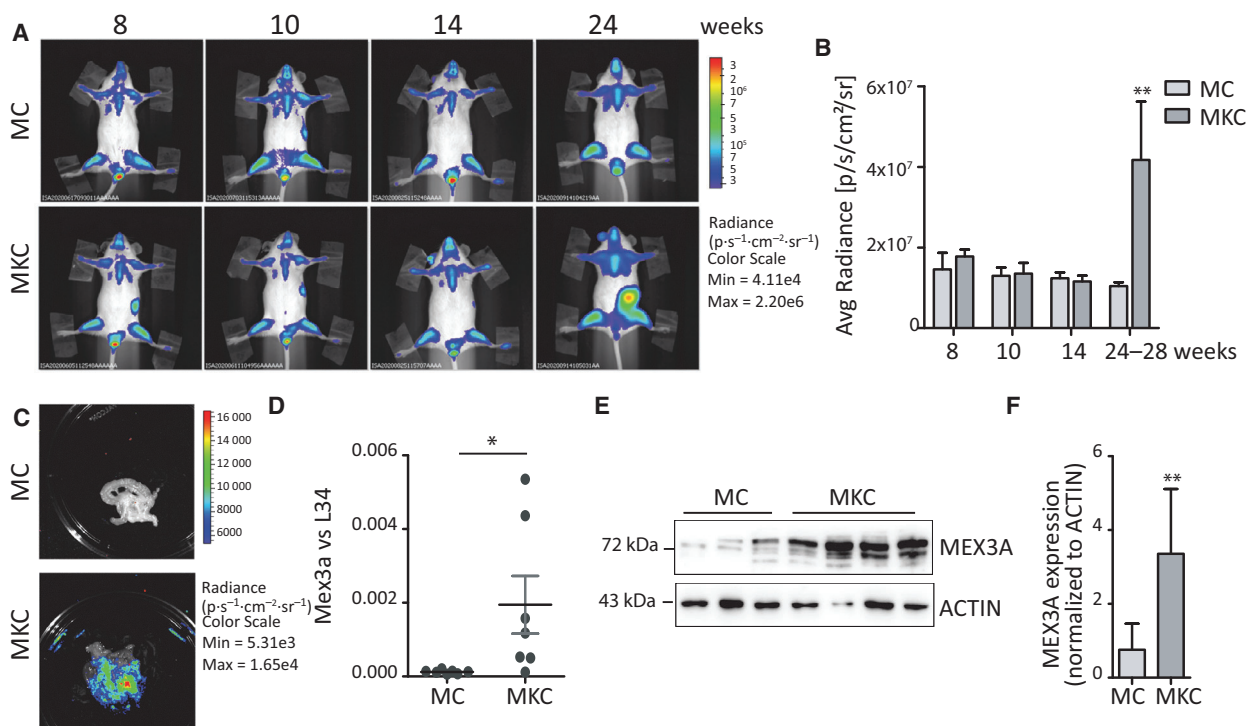 A
8 10 14 24 weeks
MC
MKC
3
2
10⁶
7
5
3
2
10⁵
7
5
3
Radiance
(p·s⁻¹·cm⁻²·sr⁻¹)
Color Scale
Min = 4.11e4
Max = 2.20e6
B
Avg Radiance [p/s/cm²/sr]
6x10⁷
4x10⁷
2x10⁷
0
MC
MKC
**
8 10 14 24–28 weeks
C
MC
MKC
16 000
14 000
12 000
10 000
8000
6000
Radiance
(p·s⁻¹·cm⁻²·sr⁻¹)
Color Scale
Min = 5.31e3
Max = 1.65e4
D
Mex3a vs L34
0.006
0.004
0.002
0.000
*
MC MKC
E
MC MKC
72 kDa
MEX3A
43 kDa
ACTIN
F
MEX3A expression
(normalized to ACTIN)
6
4
2
0
**
MC MKC